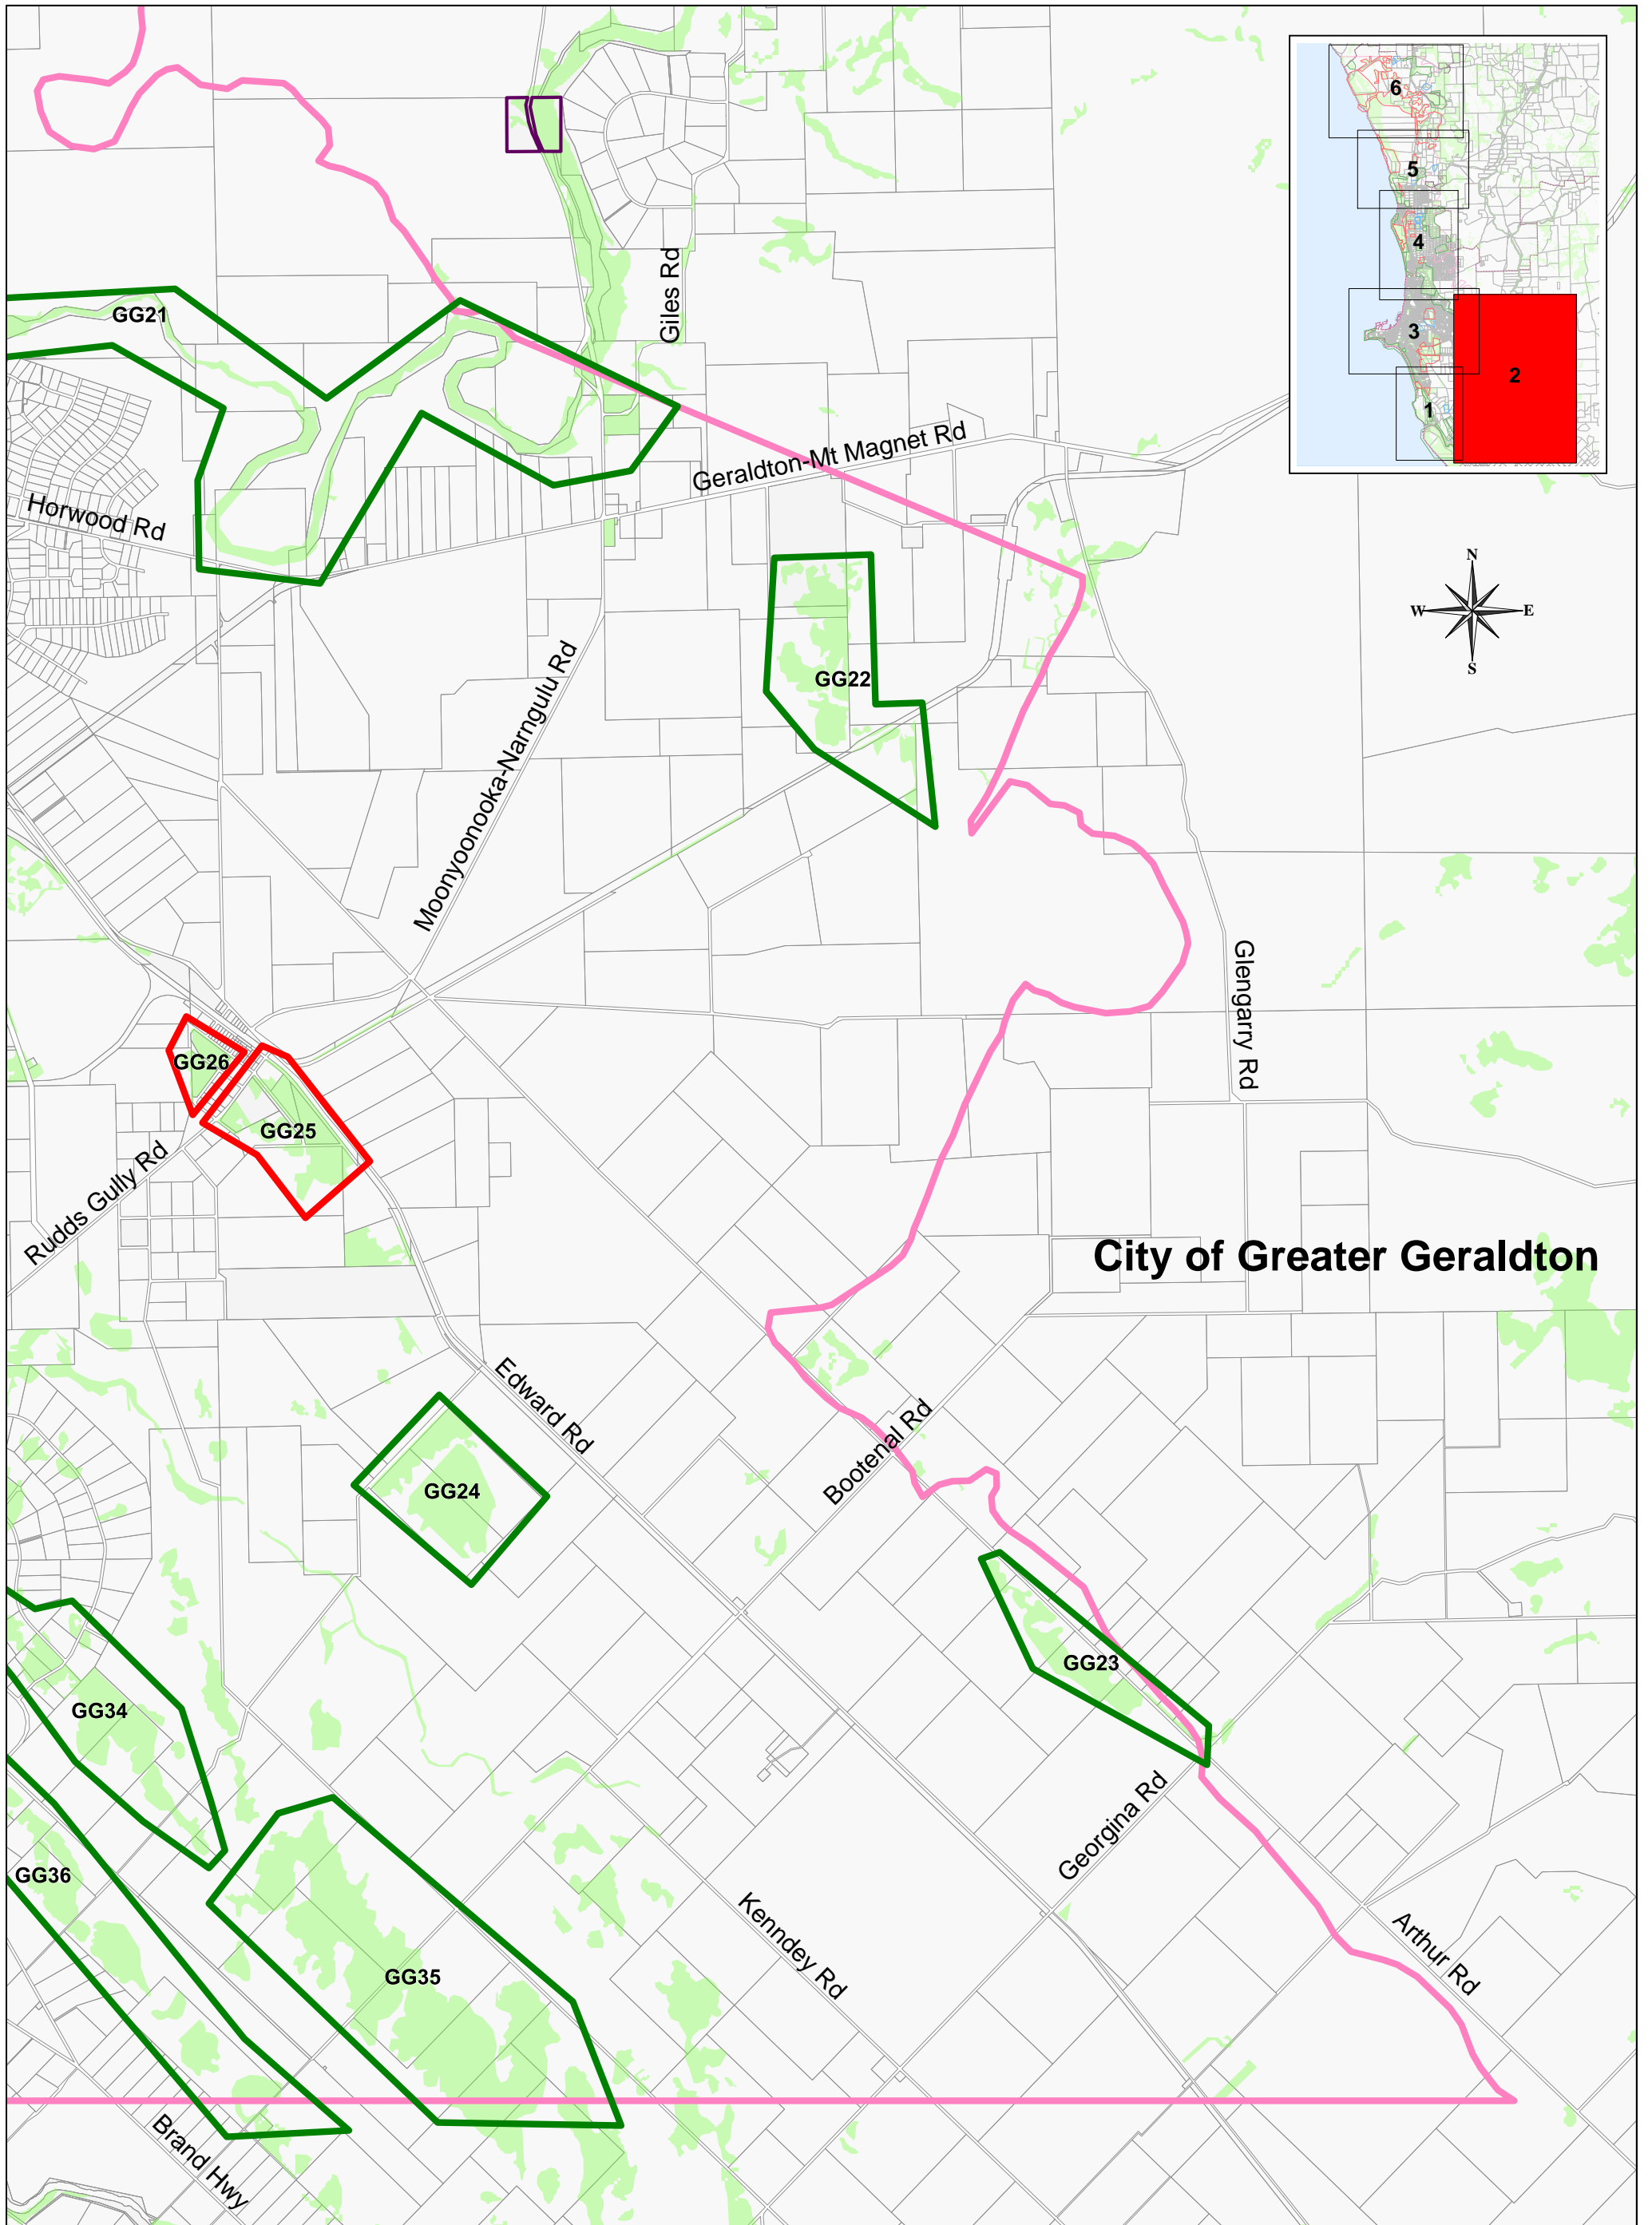 6
5
4
3
2
1
GG21
Giles Rd
Geraldton-Mt Magnet Rd
Horwood Rd
N
W
E
S
GG22
Moonyoonooka-Narngulu Rd
Glengarry Rd
GG26
GG25
Rudds Gully Rd
City of Greater Geraldton
Edward Rd
Bootenal Rd
GG24
GG23
GG34
Georgina Rd
GG36
Kenndey Rd
Arthur Rd
GG35
Brand Hwy